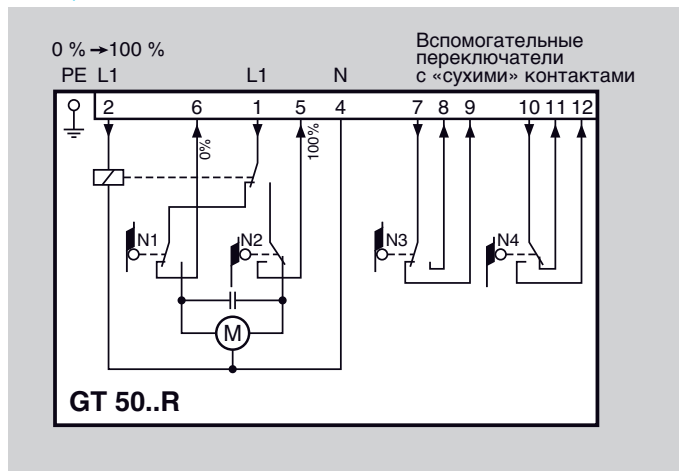 0 % → 100 %
Вспомогательные
переключатели
с «сухими» контактами
PE L1 L1 N
2 6 1 5 4 7 8 9 10 11 12
0%
100%
N1 N2 N3 N4
M
GT 50..R